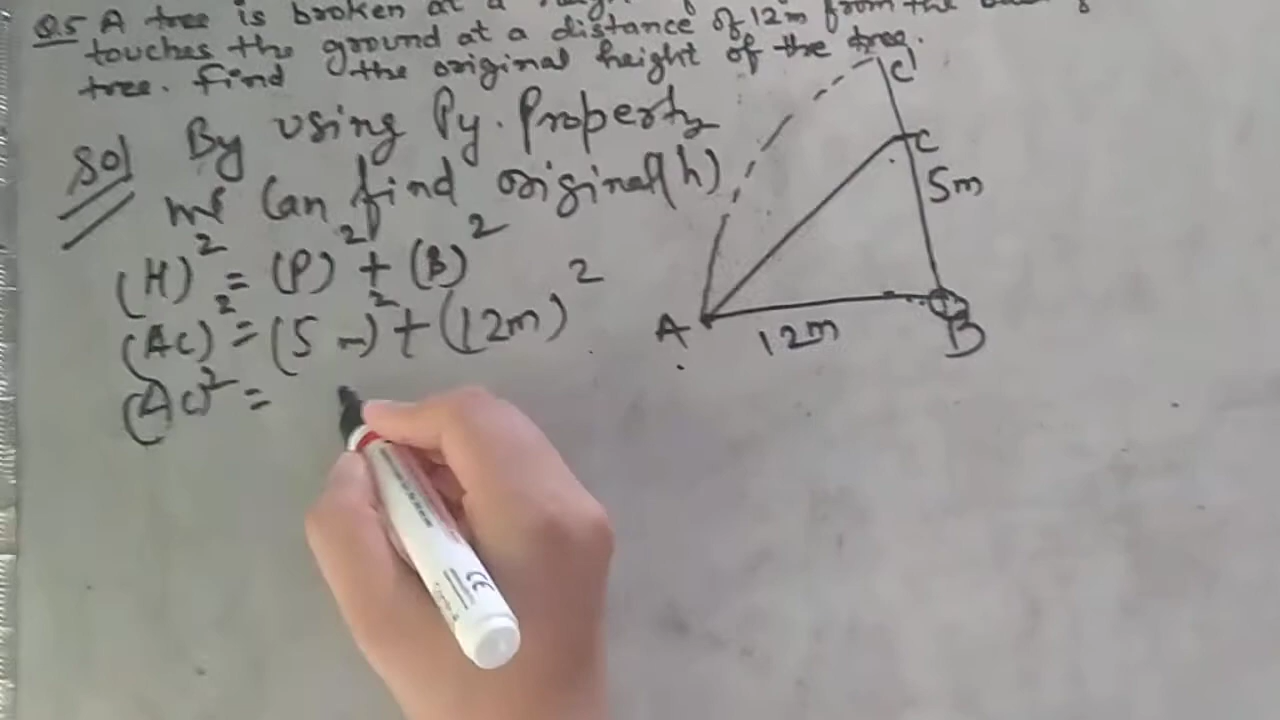 Q5 A tree is broken at a
touches the ground at a distance of 12m from the
tree. Find the original height of the tree.
Sol By using Py. Property
we can find original(h)
(H)² = (P)² + (B)²
(AC)² = (5 m)² + (12m)²
(AC)² =
C'
C
5m
A
12m
B
CE